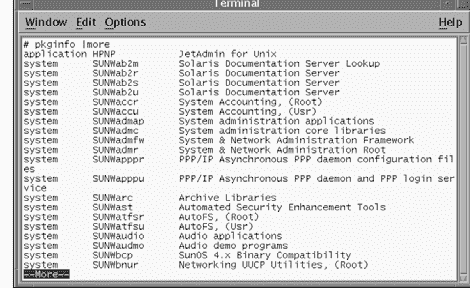 Terminal
Window Edit Options Help
# pkginfo |more
application HPNP JetAdmin for Unix
system SUNWab2m Solaris Documentation Server Lookup
system SUNWab2r Solaris Documentation Server
system SUNWab2s Solaris Documentation Server
system SUNWab2u Solaris Documentation Server
system SUNWaccr System Accounting, (Root)
system SUNWaccu System Accounting, (Usr)
system SUNWadmap System administration applications
system SUNWadmc System administration core libraries
system SUNWadmfw System & Network Administration Framework
system SUNWadmr System & Network Administration Root
system SUNWapppr PPP/IP Asynchronous PPP daemon configuration fil
es
system SUNWapppu PPP/IP Asynchronous PPP daemon and PPP login ser
vice
system SUNWarc Archive Libraries
system SUNWast Automated Security Enhancement Tools
system SUNWatfsr AutoFS, (Root)
system SUNWatfsu AutoFS, (Usr)
system SUNWaudio Audio applications
system SUNWaudmo Audio demo programs
system SUNWbcp SunOS 4.x Binary Compatibility
system SUNWbnur Networking UUCP Utilities, (Root)
--More--